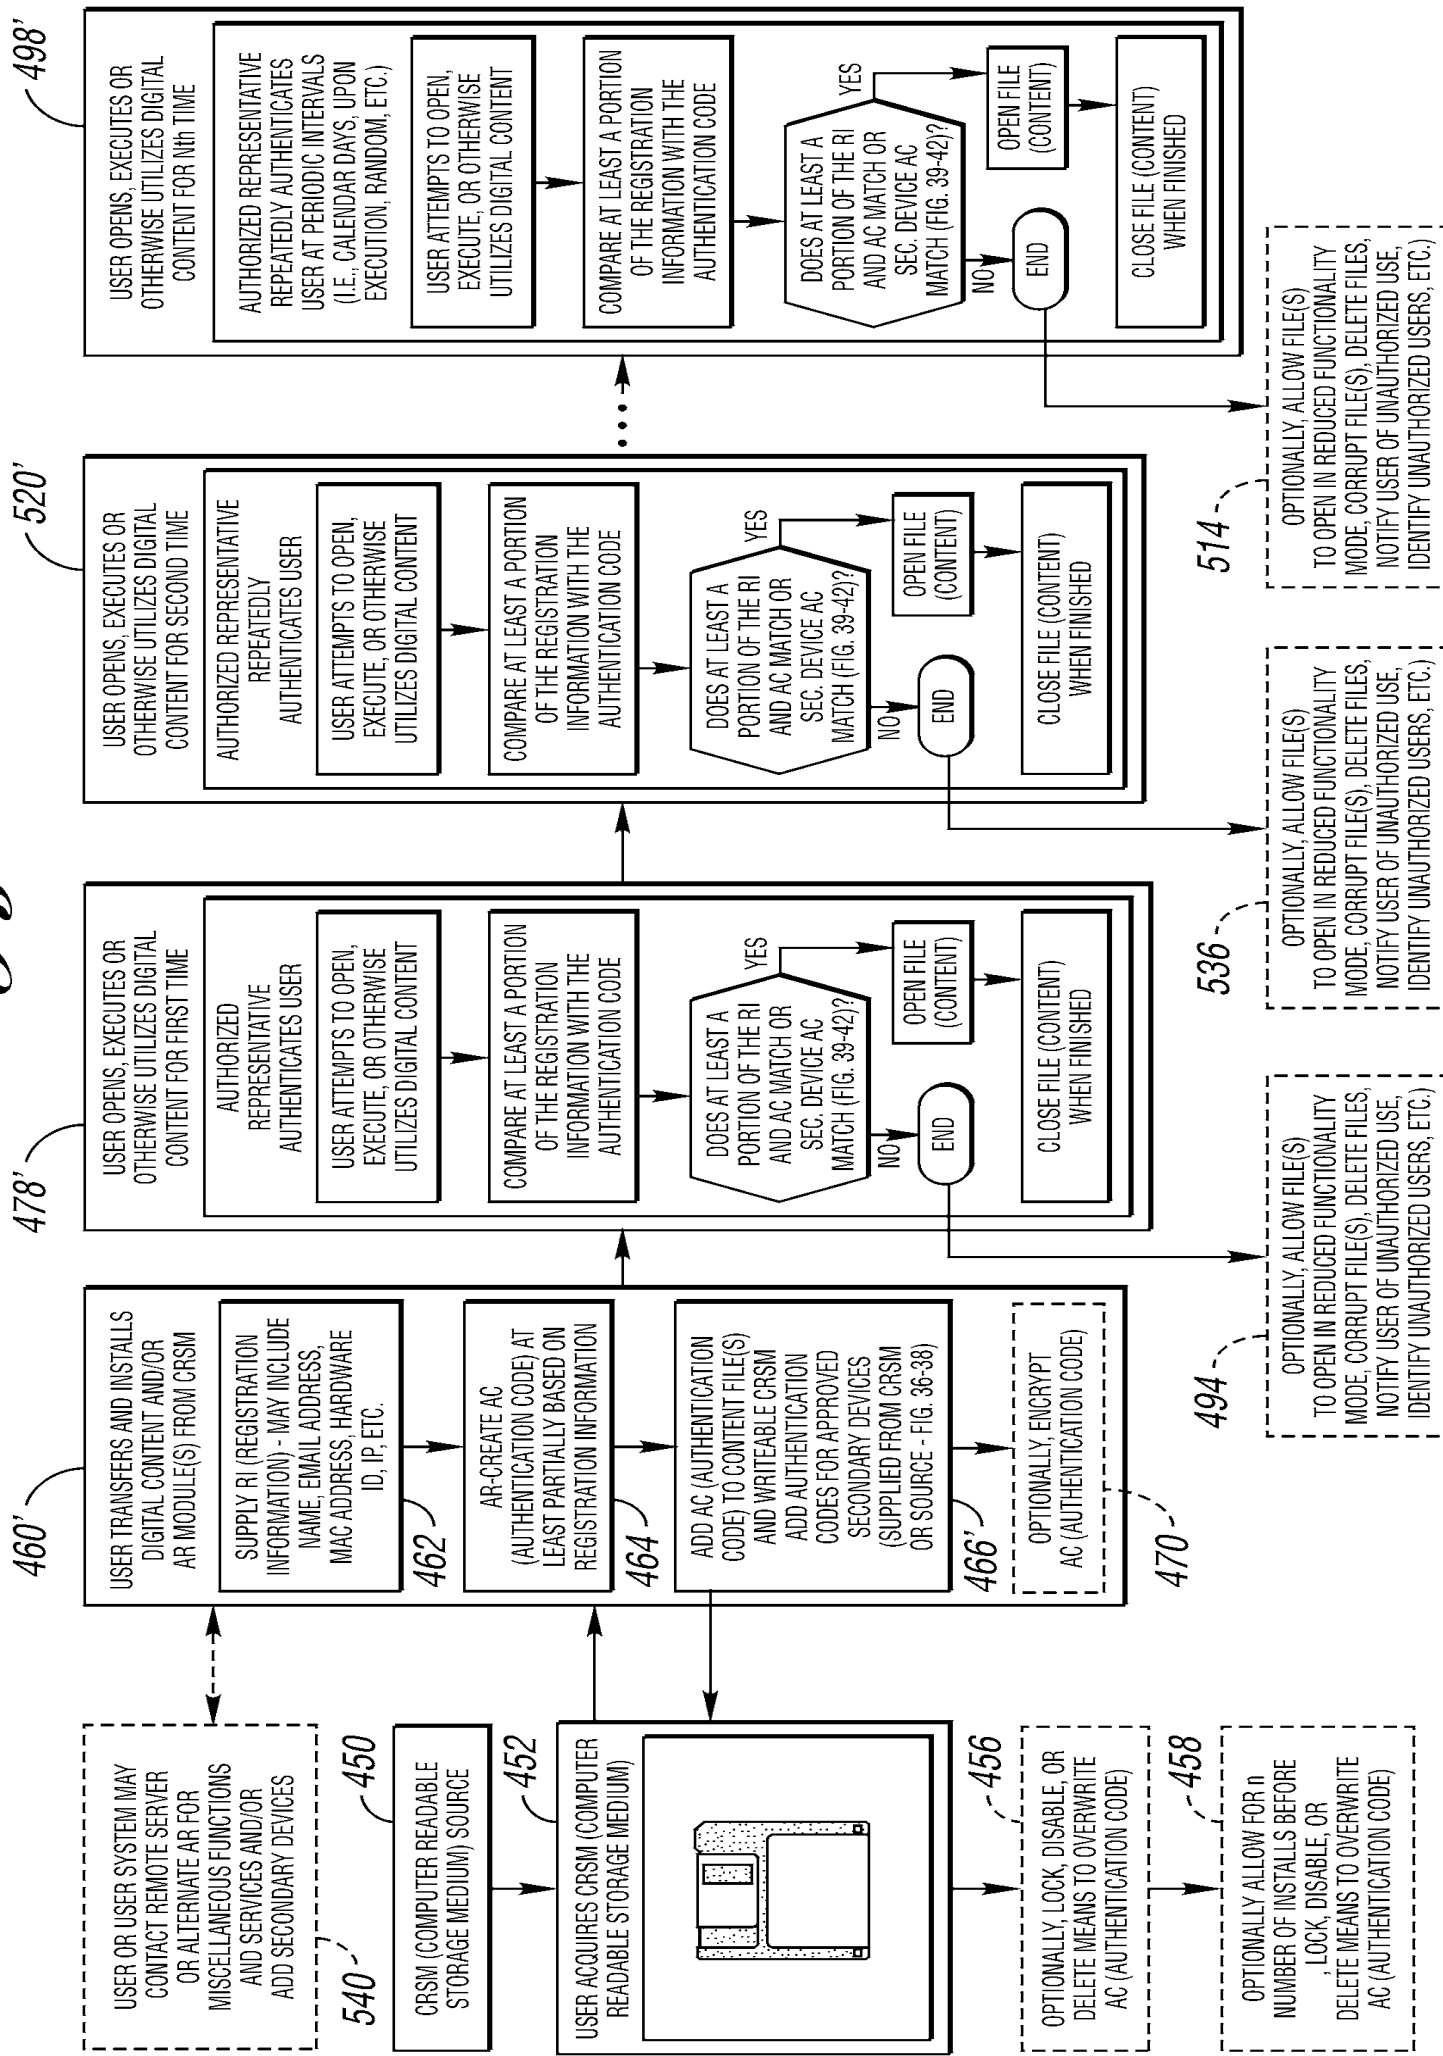 USER OR USER SYSTEM MAY
CONTACT REMOTE SERVER
OR ALTERNATE AR FOR
MISCELLANEOUS FUNCTIONS
AND SERVICES AND/OR
ADD SECONDARY DEVICES
540
CRSM (COMPUTER READABLE
STORAGE MEDIUM) SOURCE
450
USER ACQUIRES CRSM (COMPUTER
READABLE STORAGE MEDIUM)
452
OPTIONALLY, LOCK, DISABLE, OR
DELETE MEANS TO OVERWRITE
AC (AUTHENTICATION CODE)
456
OPTIONALLY ALLOW FOR n
NUMBER OF INSTALLS BEFORE
, LOCK, DISABLE, OR
DELETE MEANS TO OVERWRITE
AC (AUTHENTICATION CODE)
458
460'
USER TRANSFERS AND INSTALLS
DIGITAL CONTENT AND/OR
AR MODULE(S) FROM CRSM
SUPPLY RI (REGISTRATION
INFORMATION) - MAY INCLUDE
NAME, EMAIL ADDRESS,
MAC ADDRESS, HARDWARE
ID, IP, ETC.
462
AR-CREATE AC
(AUTHENTICATION CODE) AT
LEAST PARTIALLY BASED ON
REGISTRATION INFORMATION
464
ADD AC (AUTHENTICATION
CODE) TO CONTENT FILE(S)
AND WRITEABLE CRSM
ADD AUTHENTICATION
CODES FOR APPROVED
SECONDARY DEVICES
(SUPPLIED FROM CRSM
OR SOURCE - FIG. 36-38)
466'
OPTIONALLY, ENCRYPT
AC (AUTHENTICATION CODE)
470
478'
USER OPENS, EXECUTES OR
OTHERWISE UTILIZES DIGITAL
CONTENT FOR FIRST TIME
AUTHORIZED
REPRESENTATIVE
AUTHENTICATES USER
USER ATTEMPTS TO OPEN,
EXECUTE, OR OTHERWISE
UTILIZES DIGITAL CONTENT
COMPARE AT LEAST A PORTION
OF THE REGISTRATION
INFORMATION WITH THE
AUTHENTICATION CODE
DOES AT LEAST A
PORTION OF THE RI
AND AC MATCH OR
SEC. DEVICE AC
MATCH (FIG. 39-42)?
YES
NO
OPEN FILE
(CONTENT)
END
CLOSE FILE (CONTENT)
WHEN FINISHED
494
OPTIONALLY, ALLOW FILE(S)
TO OPEN IN REDUCED FUNCTIONALITY
MODE, CORRUPT FILE(S), DELETE FILES,
NOTIFY USER OF UNAUTHORIZED USE,
IDENTIFY UNAUTHORIZED USERS, ETC.)
520'
USER OPENS, EXECUTES OR
OTHERWISE UTILIZES DIGITAL
CONTENT FOR SECOND TIME
AUTHORIZED REPRESENTATIVE
REPEATEDLY
AUTHENTICATES USER
USER ATTEMPTS TO OPEN,
EXECUTE, OR OTHERWISE
UTILIZES DIGITAL CONTENT
COMPARE AT LEAST A PORTION
OF THE REGISTRATION
INFORMATION WITH THE
AUTHENTICATION CODE
DOES AT LEAST A
PORTION OF THE RI
AND AC MATCH OR
SEC. DEVICE AC
MATCH (FIG. 39-42)?
YES
NO
OPEN FILE
(CONTENT)
END
CLOSE FILE (CONTENT)
WHEN FINISHED
536
OPTIONALLY, ALLOW FILE(S)
TO OPEN IN REDUCED FUNCTIONALITY
MODE, CORRUPT FILE(S), DELETE FILES,
NOTIFY USER OF UNAUTHORIZED USE,
IDENTIFY UNAUTHORIZED USERS, ETC.)
498'
USER OPENS, EXECUTES OR
OTHERWISE UTILIZES DIGITAL
CONTENT FOR Nth TIME
AUTHORIZED REPRESENTATIVE
REPEATEDLY AUTHENTICATES
USER AT PERIODIC INTERVALS
(I.E., CALENDAR DAYS, UPON
EXECUTION, RANDOM, ETC.)
USER ATTEMPTS TO OPEN,
EXECUTE, OR OTHERWISE
UTILIZES DIGITAL CONTENT
COMPARE AT LEAST A PORTION
OF THE REGISTRATION
INFORMATION WITH THE
AUTHENTICATION CODE
DOES AT LEAST A
PORTION OF THE RI
AND AC MATCH OR
SEC. DEVICE AC
MATCH (FIG. 39-42)?
YES
NO
OPEN FILE
(CONTENT)
END
CLOSE FILE (CONTENT)
WHEN FINISHED
514
OPTIONALLY, ALLOW FILE(S)
TO OPEN IN REDUCED FUNCTIONALITY
MODE, CORRUPT FILE(S), DELETE FILES,
NOTIFY USER OF UNAUTHORIZED USE,
IDENTIFY UNAUTHORIZED USERS, ETC.)